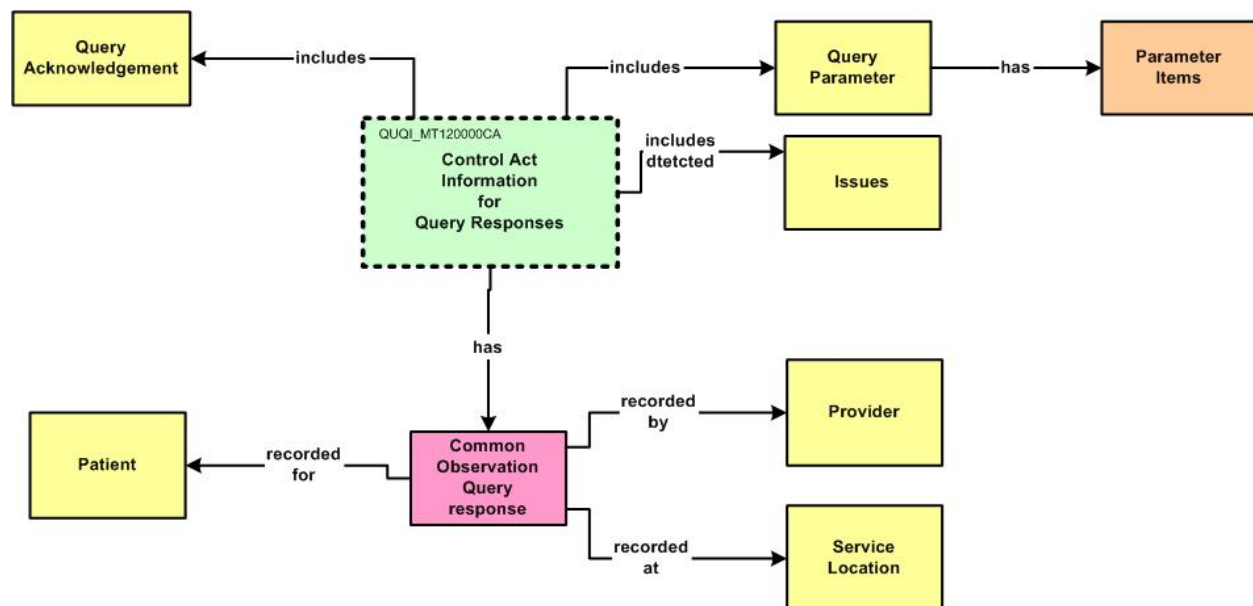 Query
Acknowledgement
includes
includes
Query
Parameter
has
Parameter
Items
QUQI_MT120000CA
Control Act
Information
for
Query Responses
includes
dtetcted
Issues
has
Patient
recorded
for
Common
Observation
Query
response
recorded
by
Provider
recorded
at
Service
Location